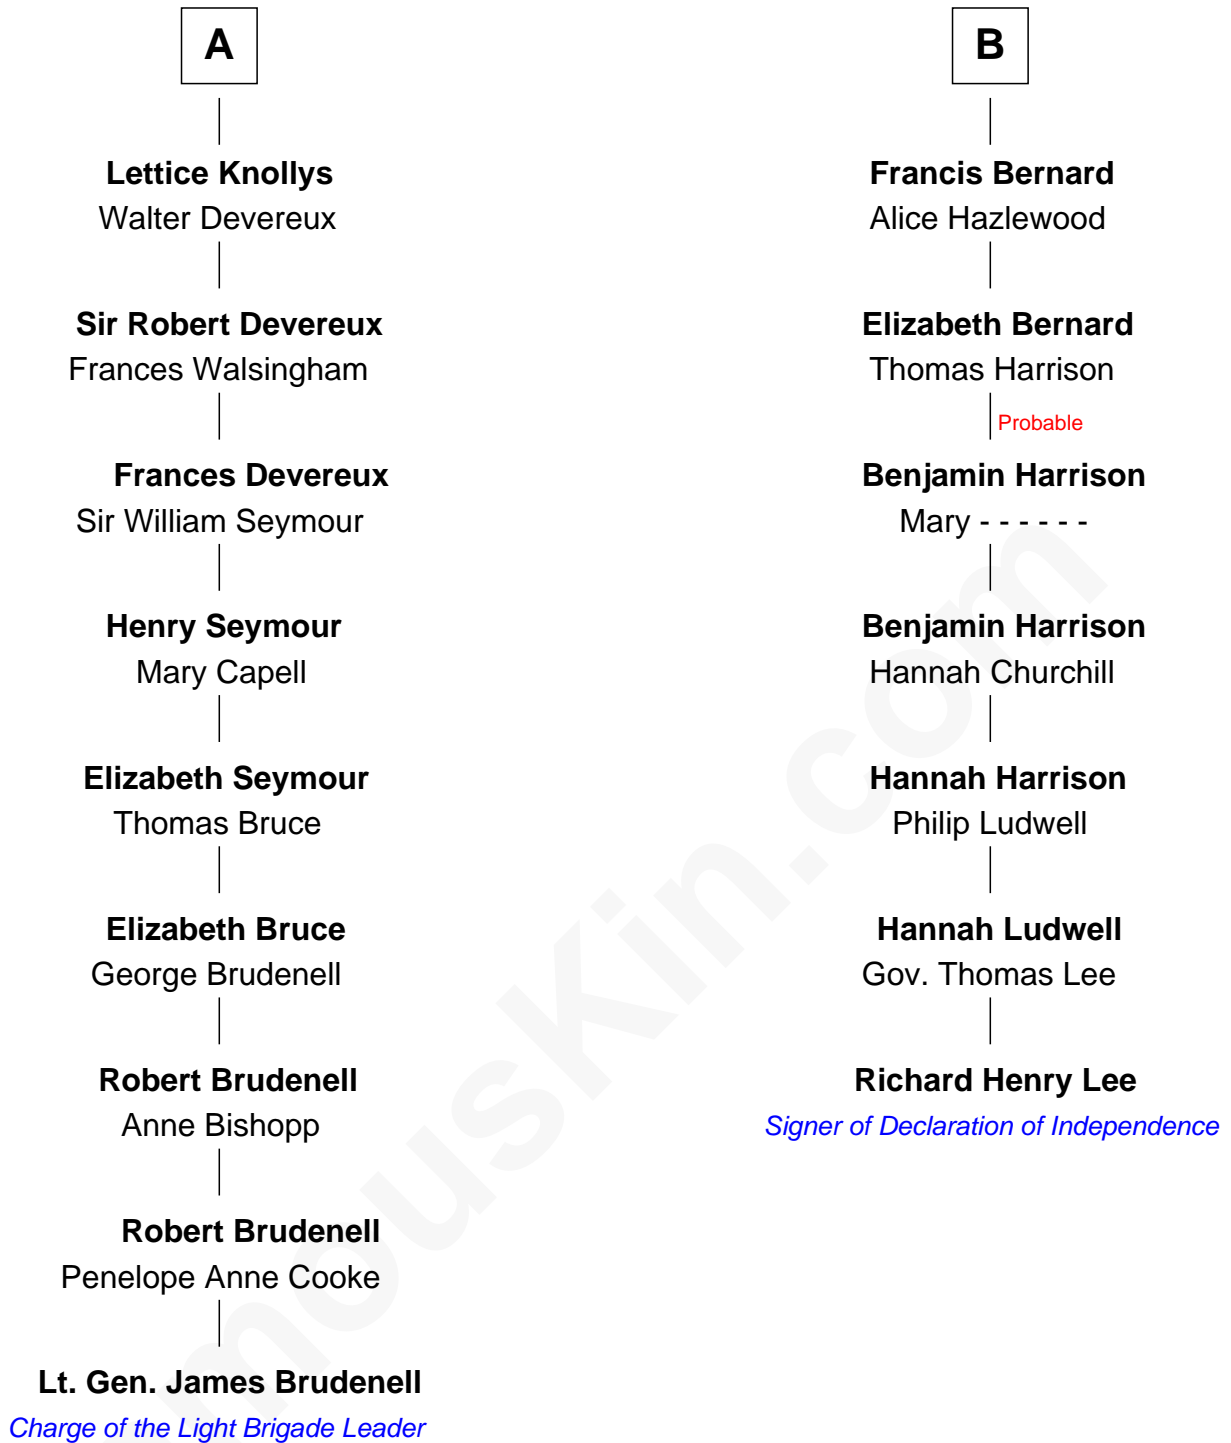 A
Lettice Knollys
Walter Devereux
Sir Robert Devereux
Frances Walsingham
Frances Devereux
Sir William Seymour
Henry Seymour
Mary Capell
Elizabeth Seymour
Thomas Bruce
Elizabeth Bruce
George Brudenell
Robert Brudenell
Anne Bishopp
Robert Brudenell
Penelope Anne Cooke
Lt. Gen. James Brudenell
Charge of the Light Brigade Leader
B
Francis Bernard
Alice Hazlewood
Elizabeth Bernard
Thomas Harrison
Probable
Benjamin Harrison
Mary - - - - - -
Benjamin Harrison
Hannah Churchill
Hannah Harrison
Philip Ludwell
Hannah Ludwell
Gov. Thomas Lee
Richard Henry Lee
Signer of Declaration of Independence
mousKin.com